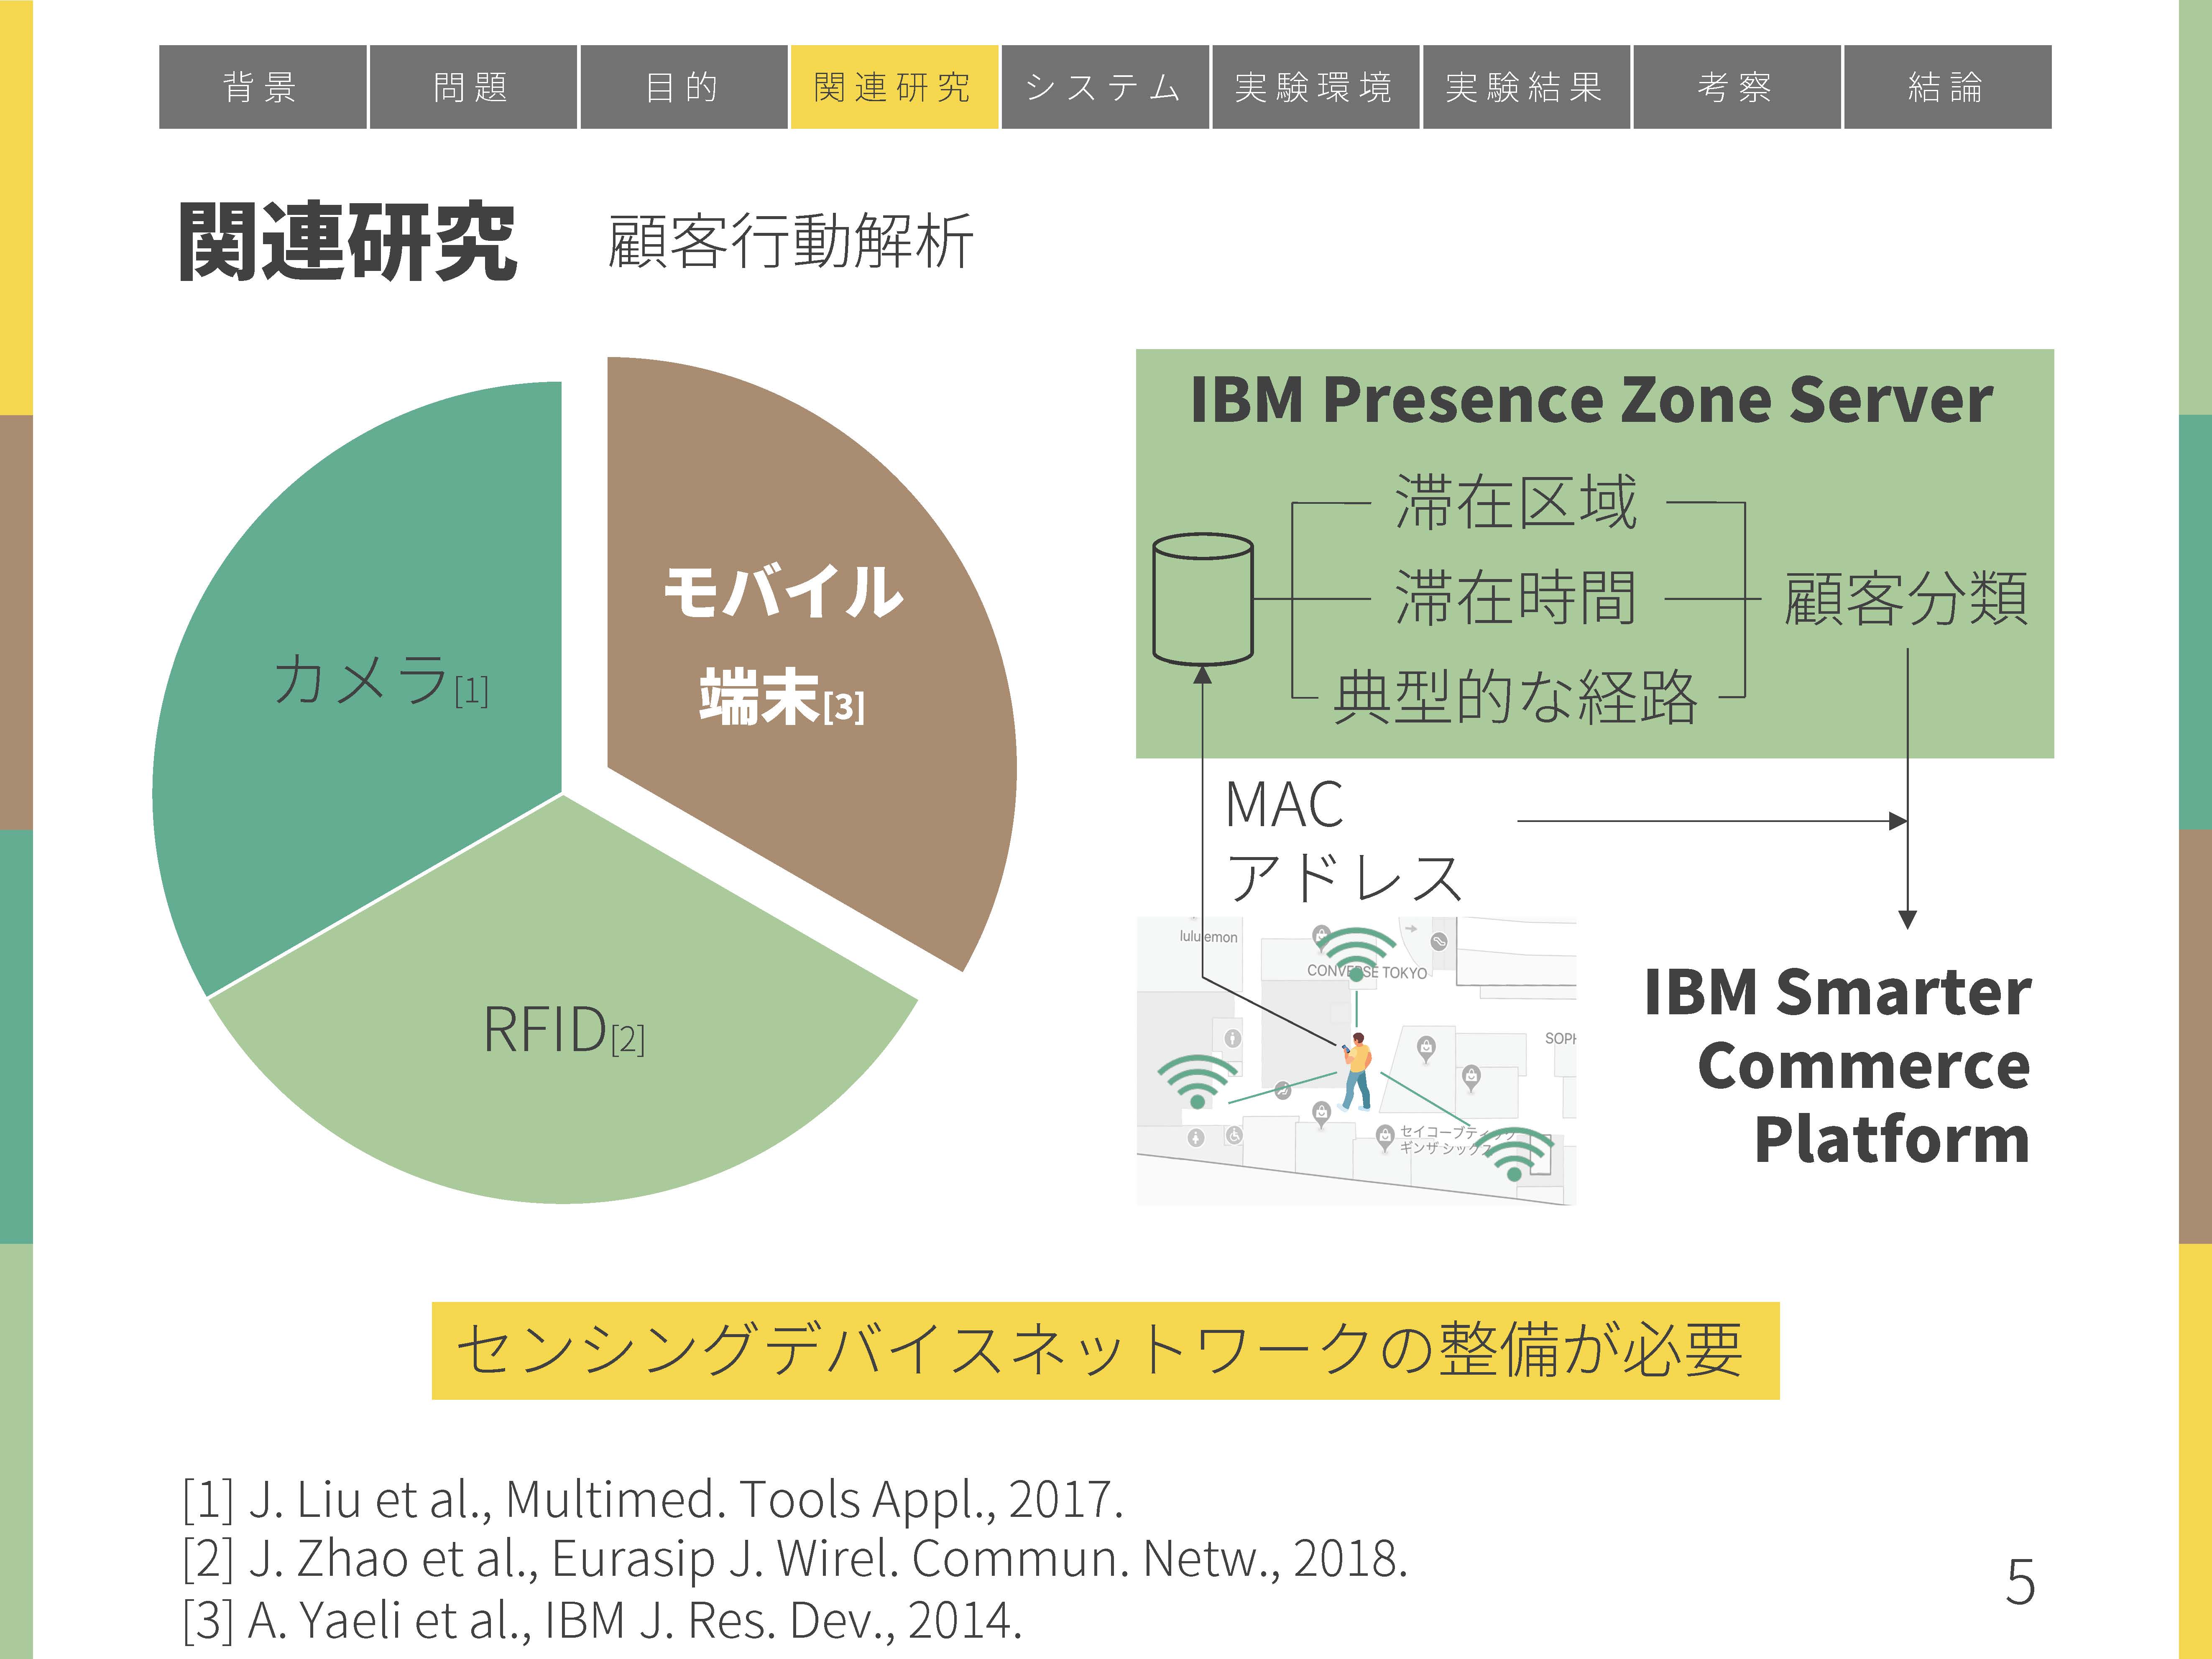 背景 問題 目的 関連研究 システム 実験環境 実験結果 考察 結論
関連研究 顧客行動解析
カメラ[1]
モバイル
端末[3]
RFID[2]
IBM Presence Zone Server
滞在区域
滞在時間
典型的な経路
顧客分類
MAC
アドレス
lululemon
CONVERSE TOKYO
SOPH
セイコーブティック
ギンザ シックス
IBM Smarter
Commerce
Platform
センシングデバイスネットワークの整備が必要
[1] J. Liu et al., Multimed. Tools Appl., 2017.
[2] J. Zhao et al., Eurasip J. Wirel. Commun. Netw., 2018.
[3] A. Yaeli et al., IBM J. Res. Dev., 2014.
5